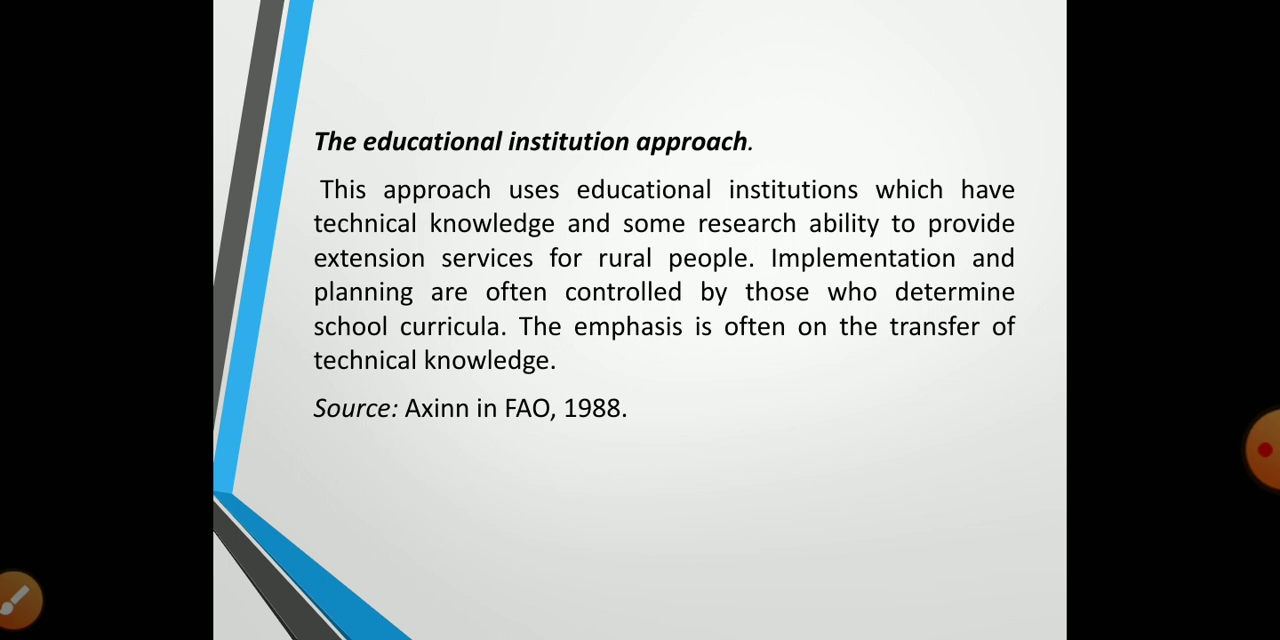 The educational institution approach.
This approach uses educational institutions which have
technical knowledge and some research ability to provide
extension services for rural people. Implementation and
planning are often controlled by those who determine
school curricula. The emphasis is often on the transfer of
technical knowledge.
Source: Axinn in FAO, 1988.